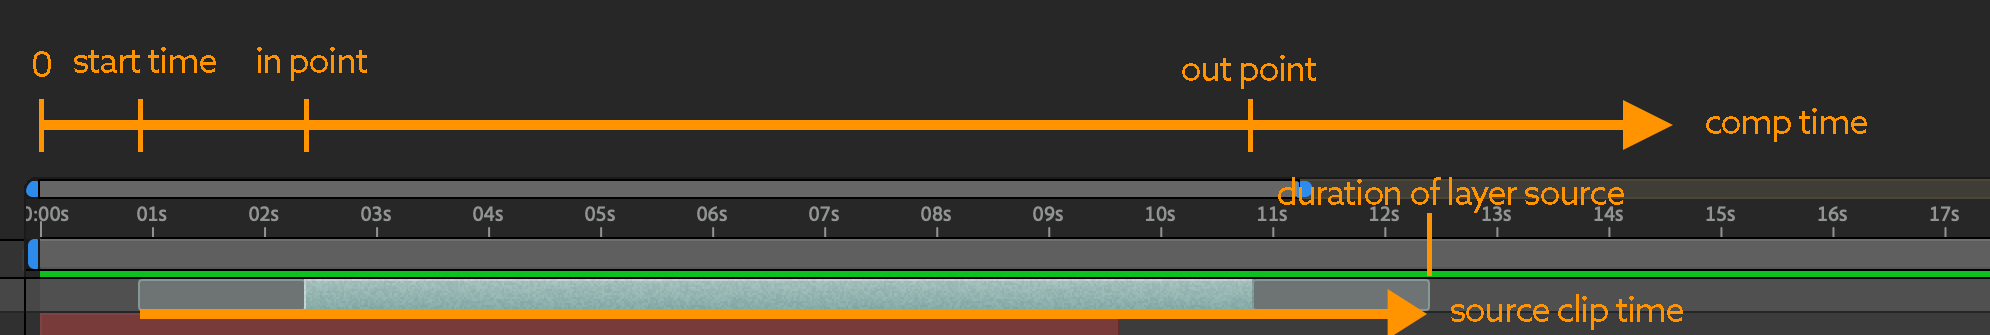 0 start time in point out point
comp time
duration of layer source
0:00s 01s 02s 03s 04s 05s 06s 07s 08s 09s 10s 11s 12s 13s 14s 15s 16s 17s
source clip time